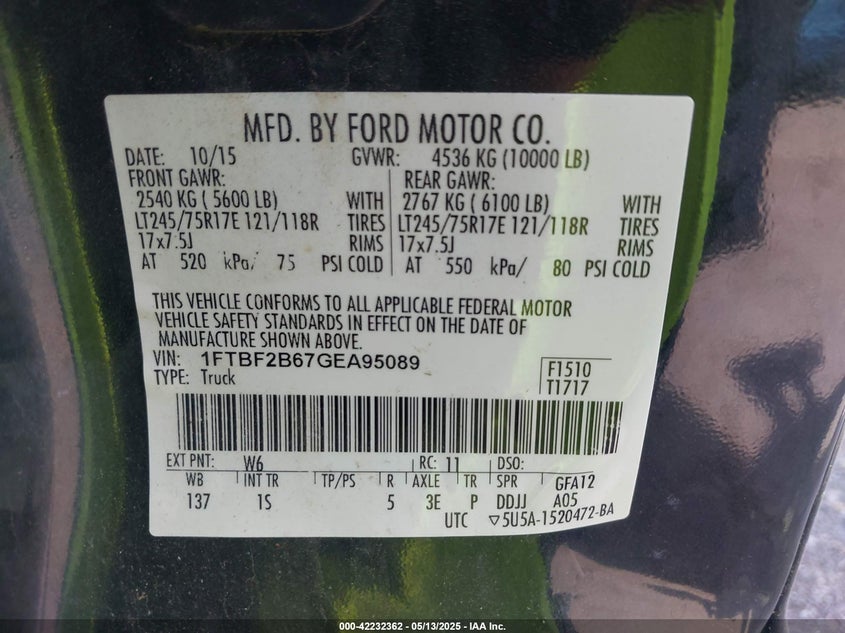 MFD. BY FORD MOTOR CO.
DATE: 10/15 GVWR: 4536 KG (10000 LB)
FRONT GAWR: REAR GAWR:
2540 KG ( 5600 LB) WITH 2767 KG ( 6100 LB) WITH
LT245/75R17E 121/118R TIRES LT245/75R17E 121/118R TIRES
17x7.5J RIMS 17x7.5J RIMS
AT 520 kPa/ 75 PSI COLD AT 550 kPa/ 80 PSI COLD
THIS VEHICLE CONFORMS TO ALL APPLICABLE FEDERAL MOTOR
VEHICLE SAFETY STANDARDS IN EFFECT ON THE DATE OF
MANUFACTURE SHOWN ABOVE.
VIN: 1FTBF2B67GEA95089 F1510
TYPE: Truck T1717
EXT PNT: W6 RC: 11 DSO:
WB INT TR TP/PS R AXLE TR SPR GFA12
137 1S 5 3E P DDJJ A05
UTC ▽5U5A-1520472-BA
000-42232362 - 05/13/2025 - IAA Inc.